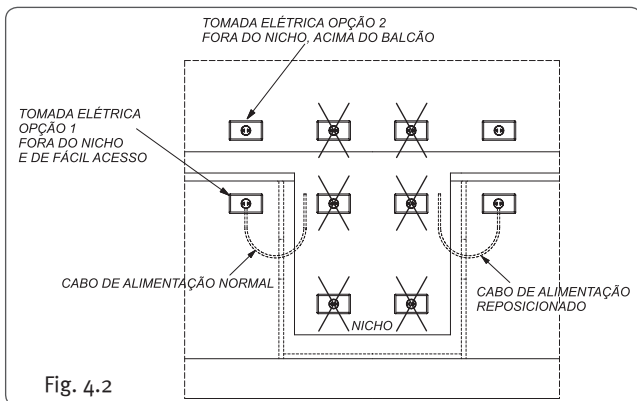 TOMADA ELÉTRICA OPÇÃO 2
FORA DO NICHO, ACIMA DO BALCÃO
TOMADA ELÉTRICA
OPÇÃO 1
FORA DO NICHO
E DE FÁCIL ACESSO
CABO DE ALIMENTAÇÃO NORMAL
CABO DE ALIMENTAÇÃO
REPOSICIONADO
NICHO
Fig. 4.2